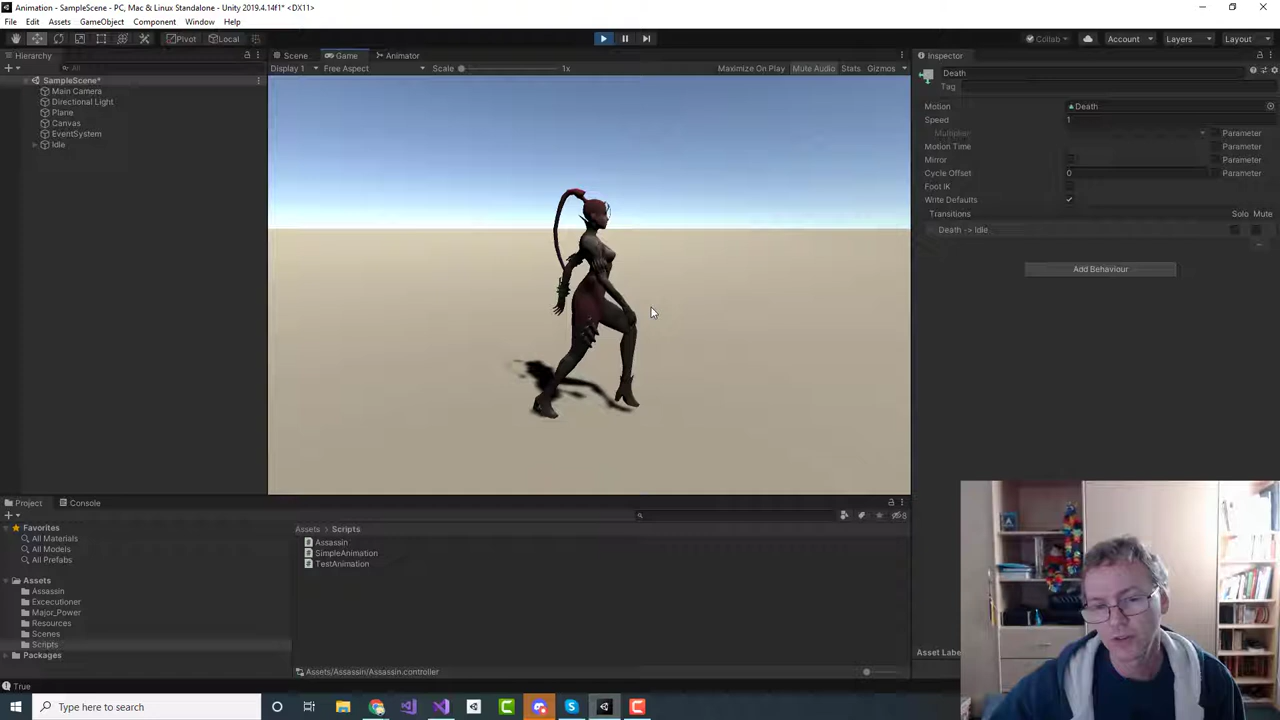 Animation - SampleScene - PC, Mac & Linux Standalone - Unity 2019.4.14f1* <DX11>
File Edit Assets GameObject Component Window Help
Pivot Local Collab Account Layers Layout
Hierarchy Scene Game Animator Inspector
All
Display 1 Free Aspect Scale 1x Maximize On Play Mute Audio Stats Gizmos
Death
Tag
SampleScene*
Main Camera
Directional Light
Plane
Canvas
EventSystem
Idle
Motion Death
Speed 1
Multiplier Parameter
Motion Time Parameter
Mirror Parameter
Cycle Offset 0 Parameter
Foot IK
Write Defaults
Transitions Solo Mute
Death -> Idle
Add Behaviour
Project Console
Favorites
All Materials
All Models
All Prefabs
Assets
Assassin
Excecutioner
Major_Power
Resources
Scenes
Scripts
Packages
Assets > Scripts
Assassin
SimpleAnimation
TestAnimation
Assets/Assassin/Assassin.controller
Asset Label
True
Type here to search